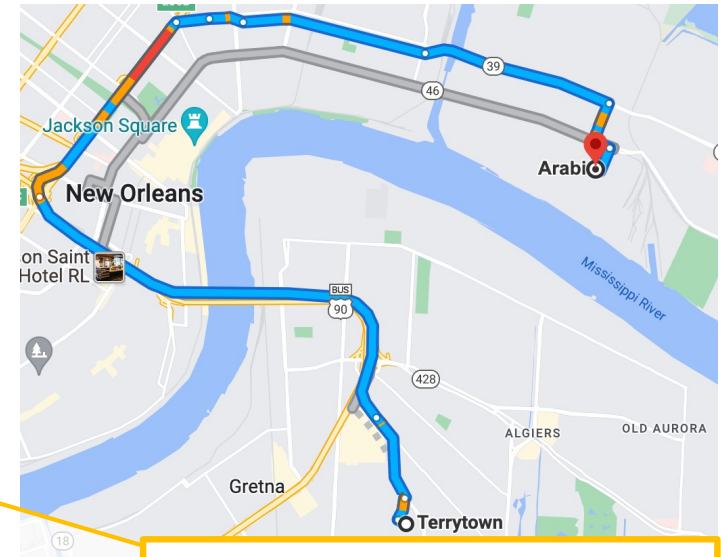 39
46
Jackson Square
Arabi
New Orleans
on Saint
Hotel RL
Mississippi River
BUS
90
428
ALGIERS
OLD AURORA
Gretna
Terrytown
18